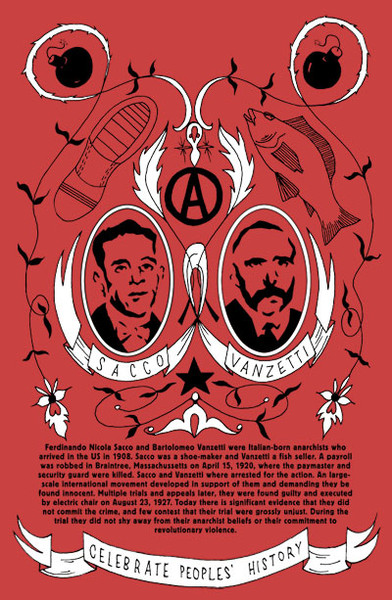 SACCO
VANZETTI
Ferdinando Nicola Sacco and Bartolomeo Vanzetti were Italian-born anarchists who
arrived in the US in 1908. Sacco was a shoe-maker and Vanzetti a fish seller. A payroll
was robbed in Braintree, Massachussetts on April 15, 1920, where the paymaster and
security guard were killed. Sacco and Vanzetti where arrested for the action. An large-
scale international movement developed in support of them and demanding they be
found innocent. Multiple trials and appeals later, they were found guilty and executed
by electric chair on August 23, 1927. Today there is significant evidence that they did
not commit the crime, and few contest that their trial were grossly unjust. During the
trial they did not shy away from their anarchist beliefs or their commitment to
revolutionary violence.
CELEBRATE PEOPLES' HISTORY